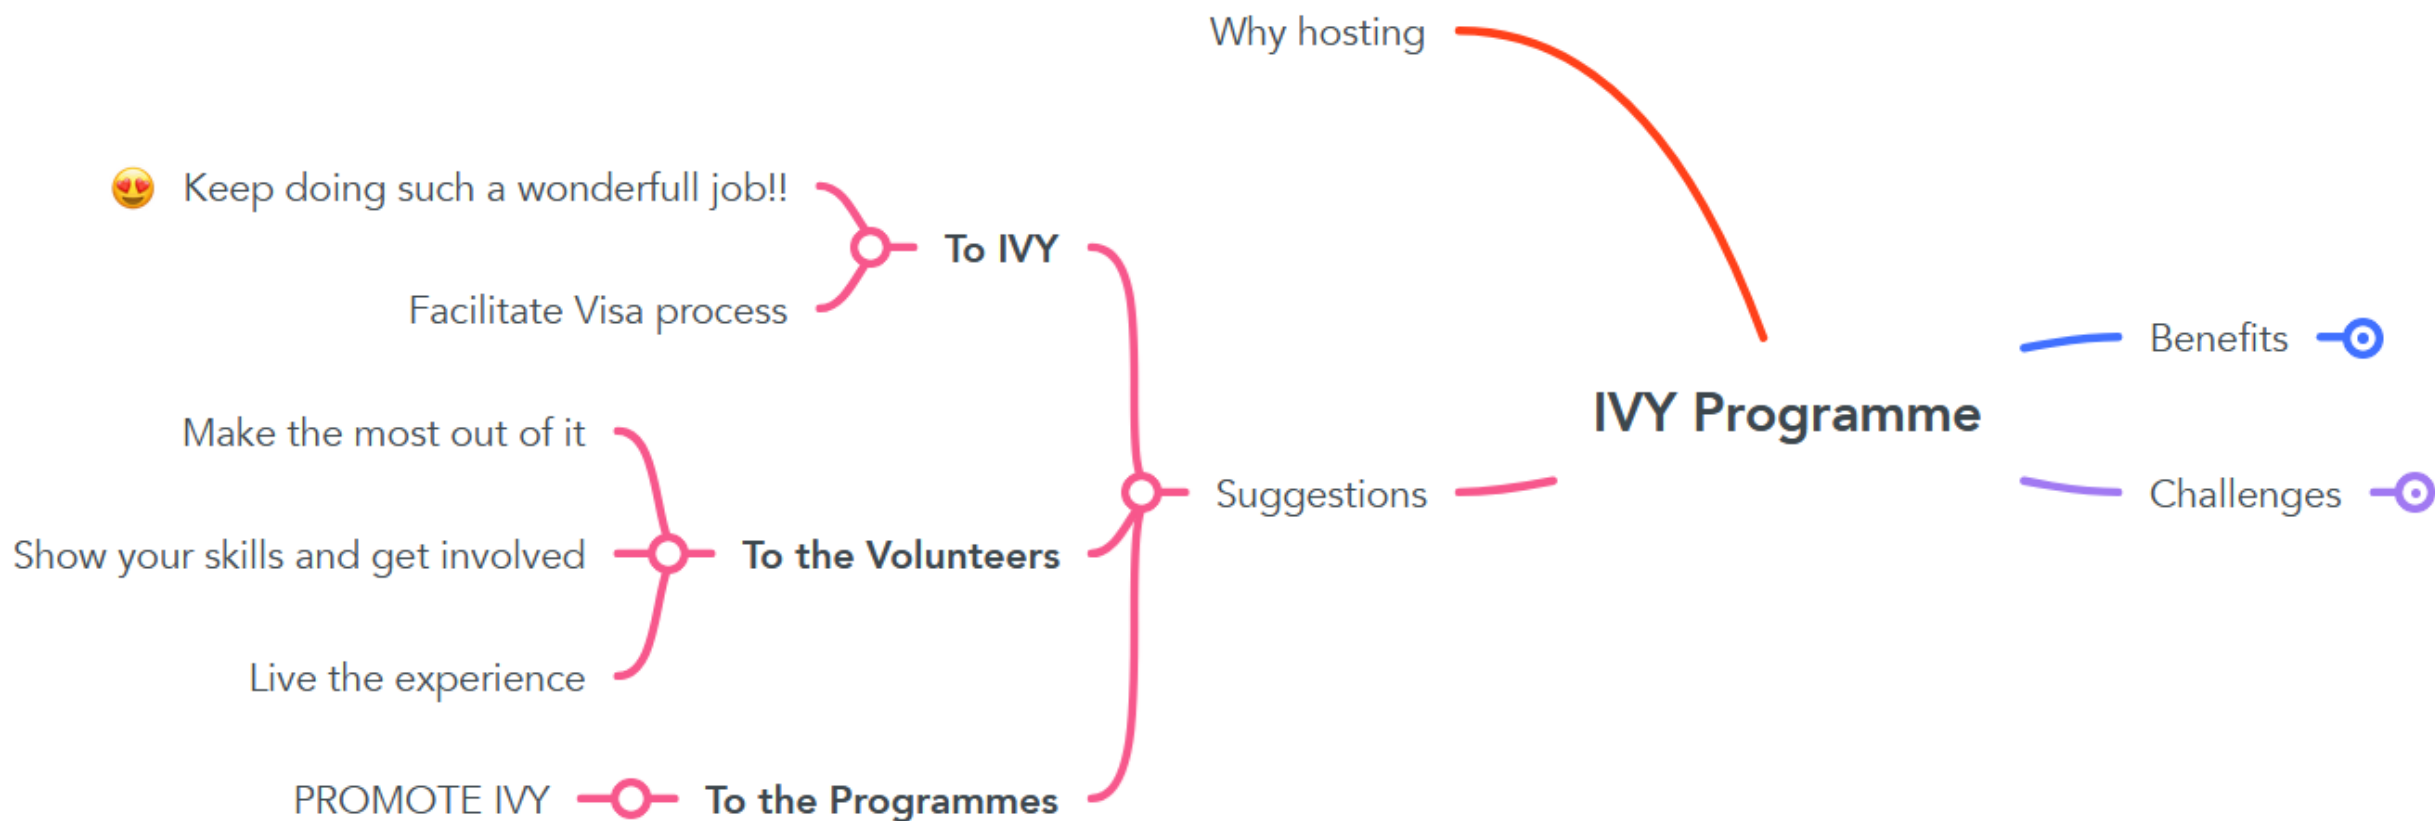 Why hosting
😍 Keep doing such a wonderfull job!!
To IVY
Facilitate Visa process
Benefits
IVY Programme
Make the most out of it
Suggestions
Challenges
Show your skills and get involved
To the Volunteers
Live the experience
PROMOTE IVY
To the Programmes